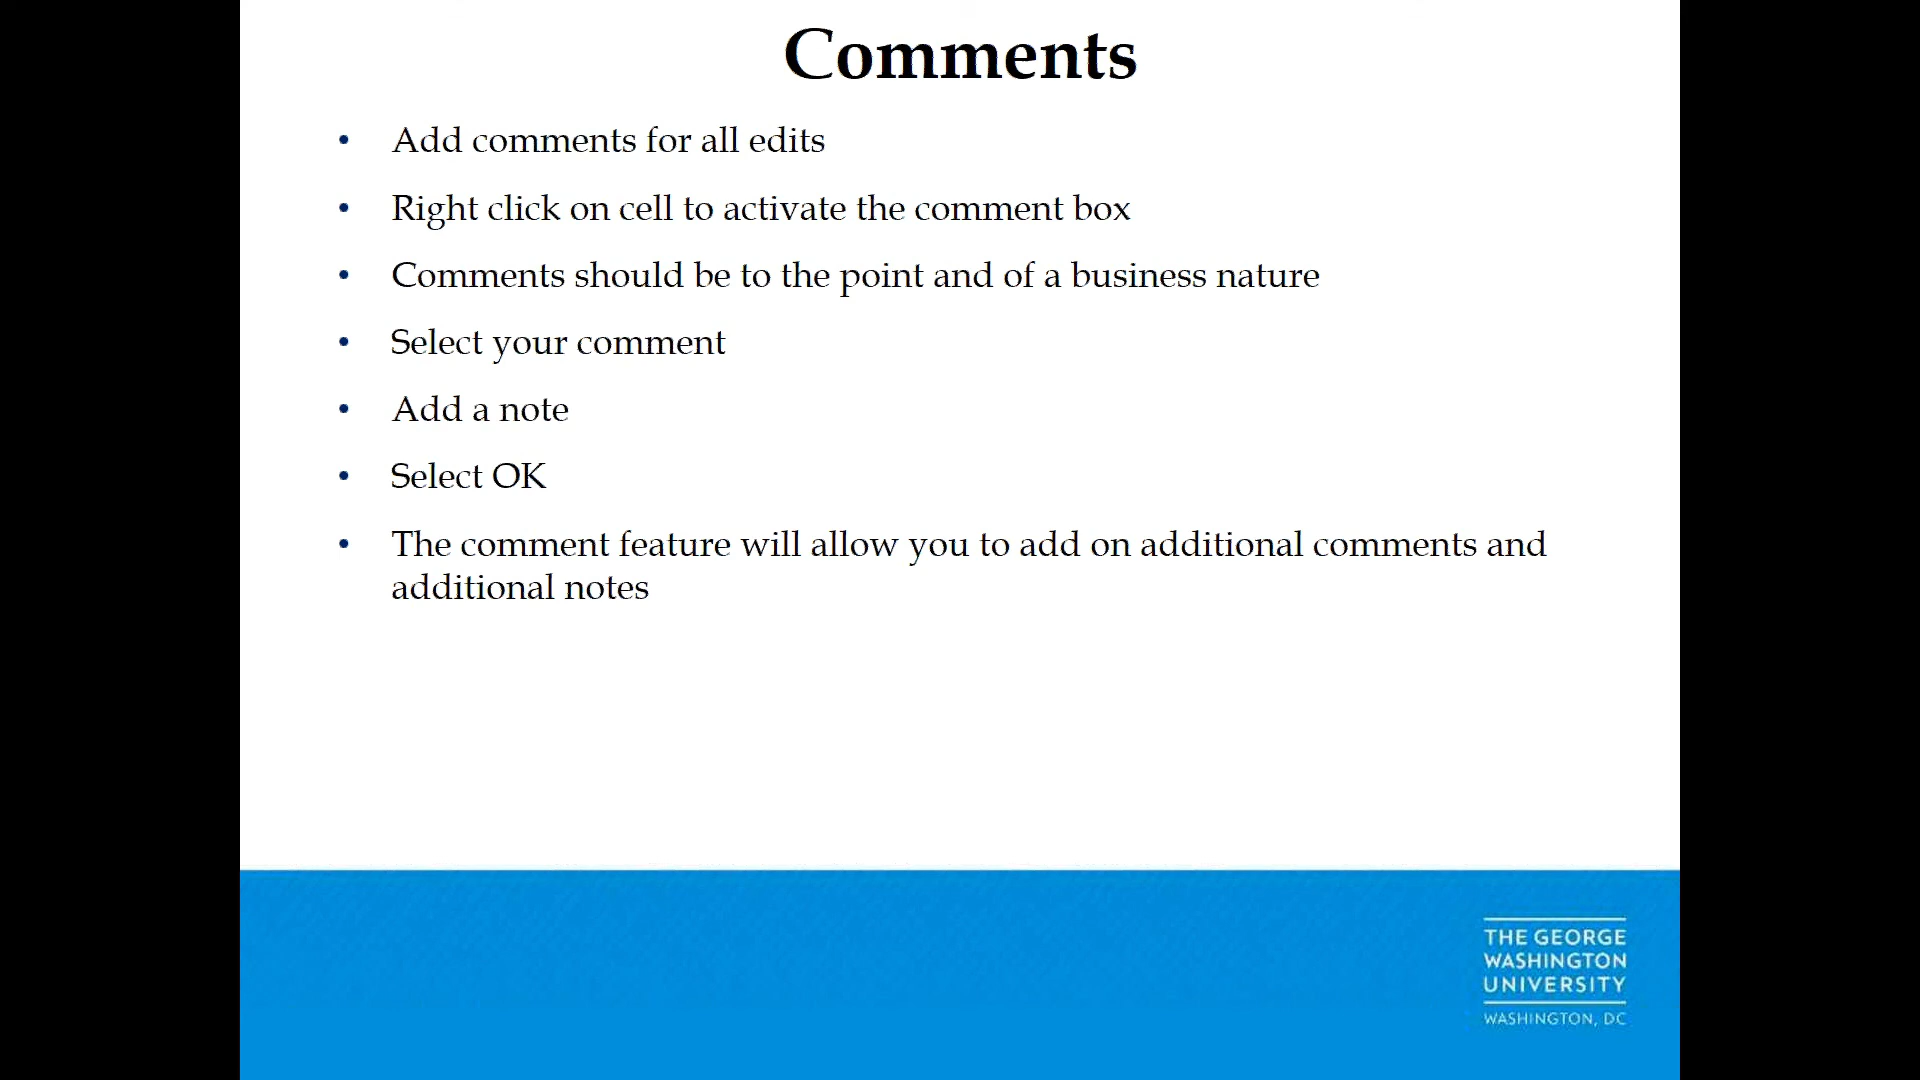 Comments
• Add comments for all edits
• Right click on cell to activate the comment box
• Comments should be to the point and of a business nature
• Select your comment
• Add a note
• Select OK
• The comment feature will allow you to add on additional comments and
additional notes
THE GEORGE
WASHINGTON
UNIVERSITY
WASHINGTON, DC